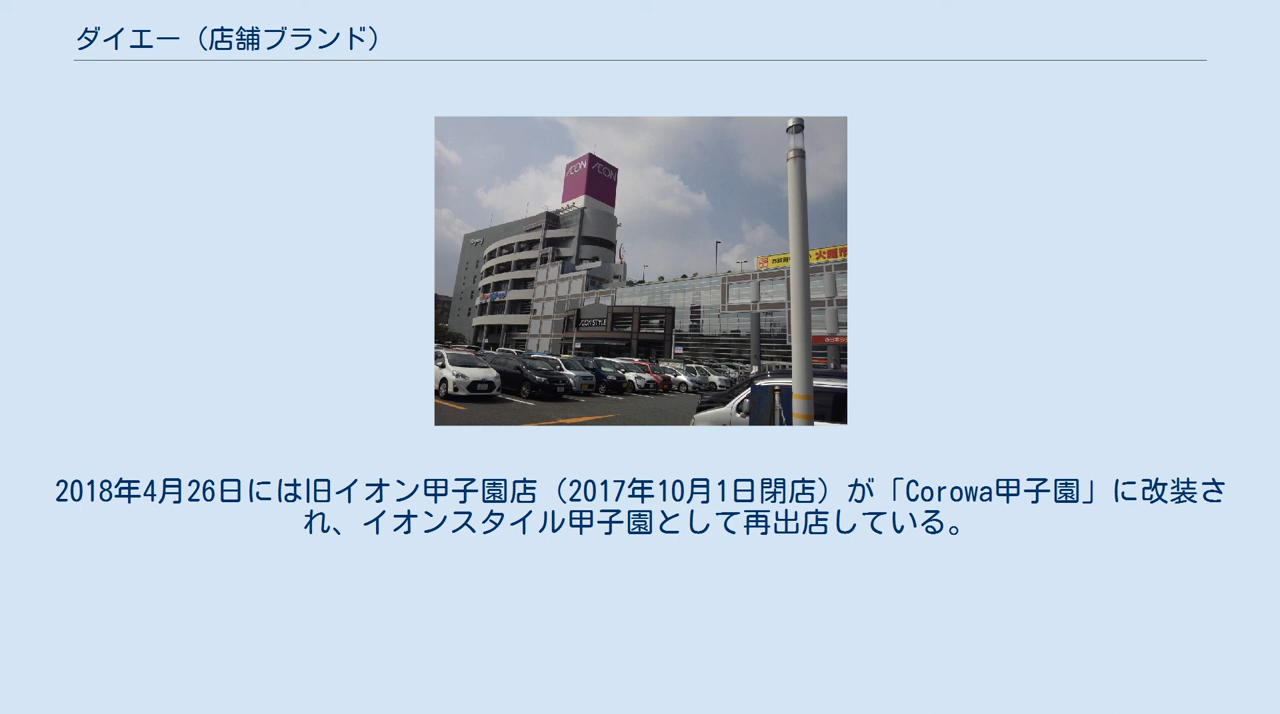 ダイエー（店舗ブランド）
ÆON ÆON
ÆON STYLE
2018年4月26日には旧イオン甲子園店（2017年10月1日閉店）が「Corowa甲子園」に改装さ
れ、イオンスタイル甲子園として再出店している。